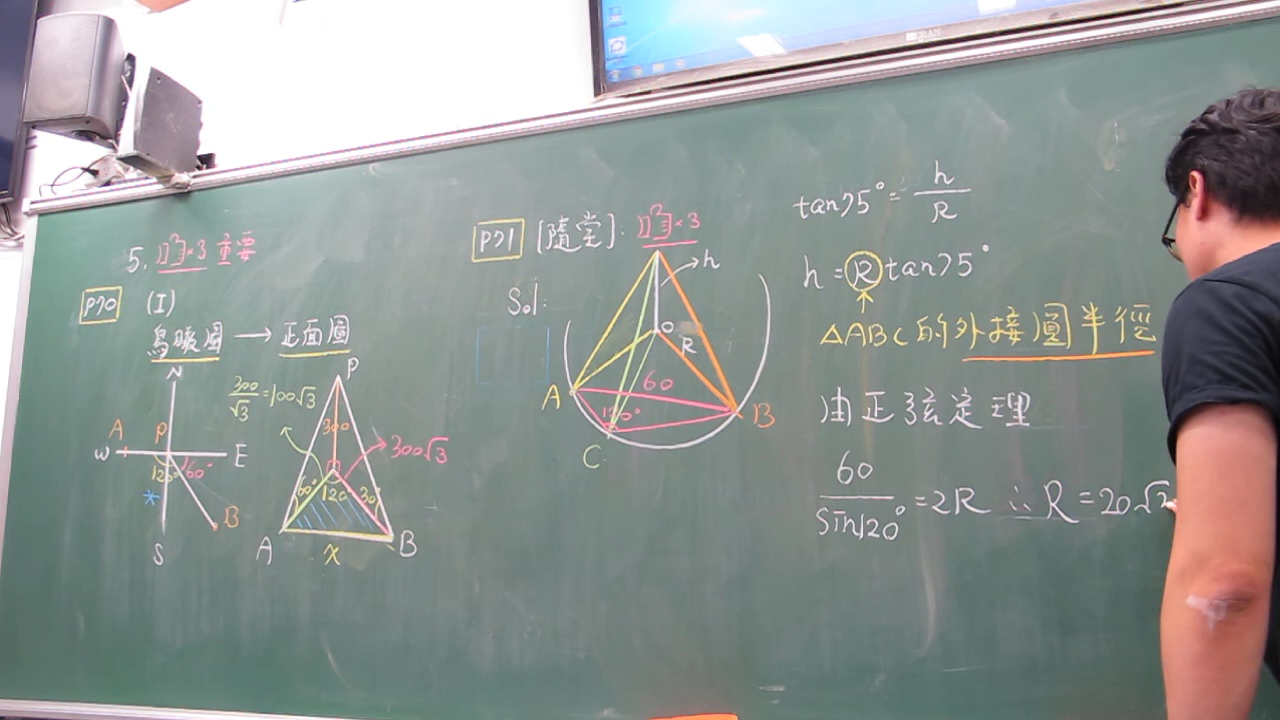 5. ×3 重要
P70 (I)
鳥瞰圖 → 正面圖
N
A
P
W
E
120°
60°
*
B
S
300/√3 = 100√3
P
300
300√3
60°
120
30°
A
x
B
P71 [隨堂]: ×3
Sol:
h
O
R
A
60
120°
B
C
tan75° = h/R
h = R tan75°
△ABC的外接圓半徑
由正弦定理
60/sin120° = 2R ∴ R = 20√3